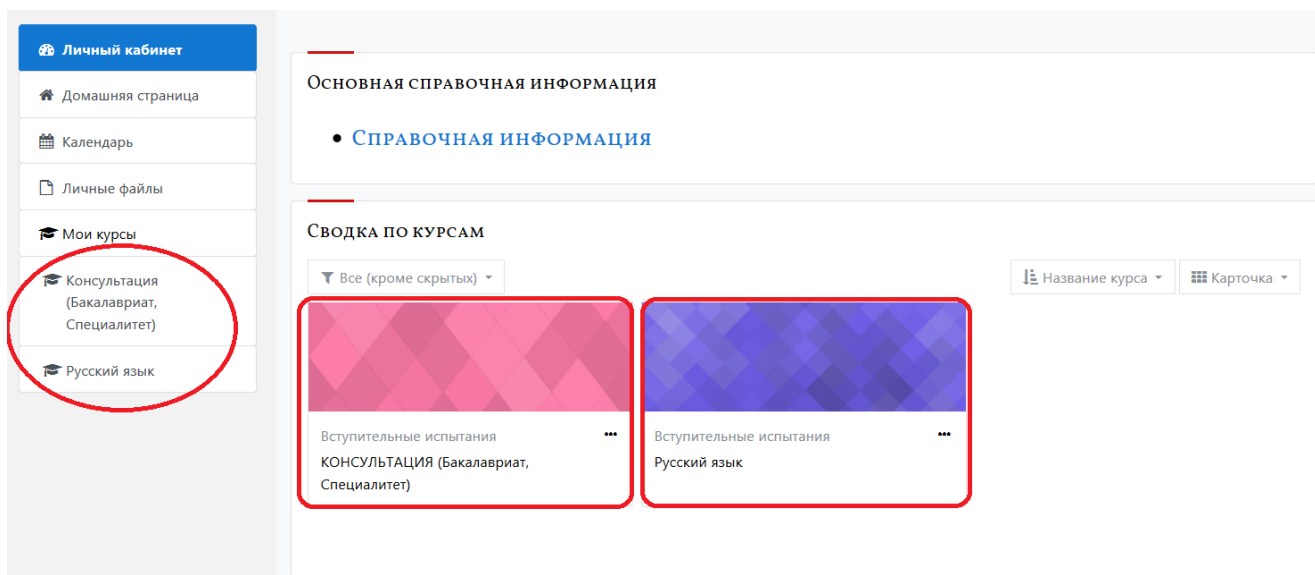 Личный кабинет
Домашняя страница
Календарь
Личные файлы
Мои курсы
Консультация
(Бакалавриат,
Специалитет)
Русский язык
Основная справочная информация
• Справочная информация
Сводка по курсам
Все (кроме скрытых)
Название курса
Карточка
Вступительные испытания
КОНСУЛЬТАЦИЯ (Бакалавриат,
Специалитет)
Вступительные испытания
Русский язык